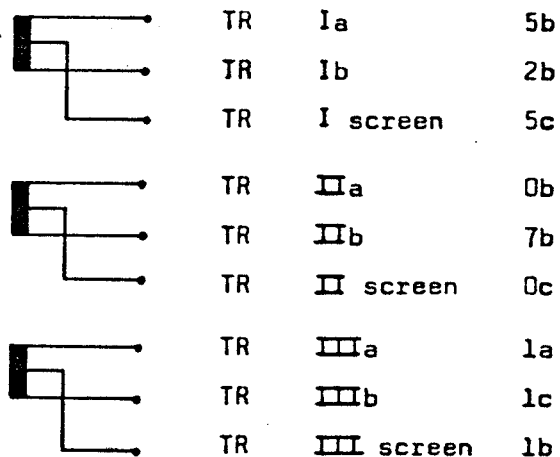 TR Ia 5b
TR Ib 2b
TR I screen 5c
TR IIa 0b
TR IIb 7b
TR II screen 0c
TR IIIa 1a
TR IIIb 1c
TR III screen 1b